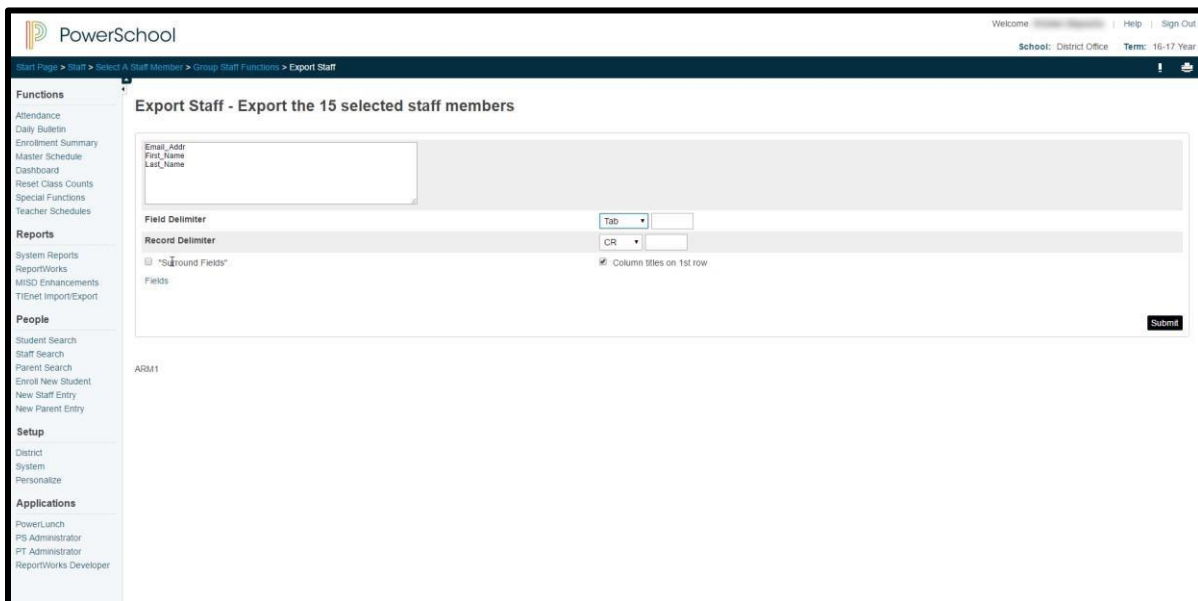 PowerSchool
Welcome | Help | Sign Out
School: District Office Term: 16-17 Year
Start Page > Staff > Select A Staff Member > Group Staff Functions > Export Staff
Functions
Attendance
Daily Bulletin
Enrollment Summary
Master Schedule
Dashboard
Reset Class Counts
Special Functions
Teacher Schedules
Reports
System Reports
ReportWorks
MISD Enhancements
TIEnet Import/Export
People
Student Search
Staff Search
Parent Search
Enroll New Student
New Staff Entry
New Parent Entry
Setup
District
System
Personalize
Applications
PowerLunch
PS Administrator
PT Administrator
ReportWorks Developer
Export Staff - Export the 15 selected staff members
Email_Addr
First_Name
Last_Name
Field Delimiter Tab
Record Delimiter CR
"Surround Fields" Column titles on 1st row
Fields
Submit
ARM1